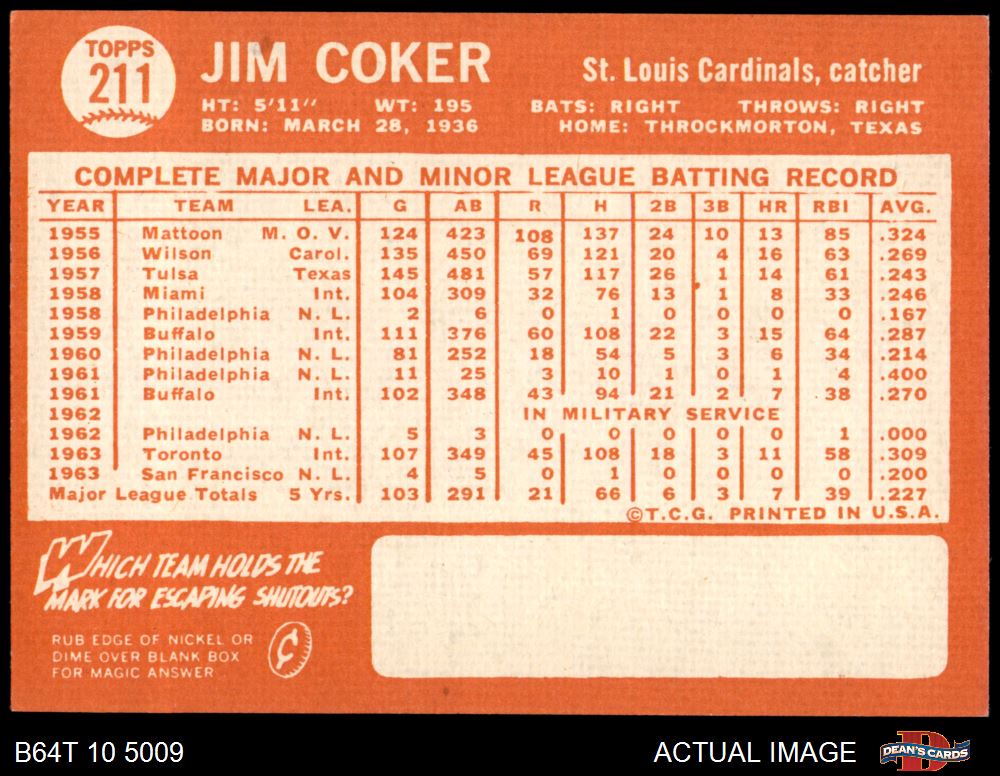 TOPPS
211
JIM COKER
St. Louis Cardinals, catcher
HT: 5'11" WT: 195 BATS: RIGHT THROWS: RIGHT
BORN: MARCH 28, 1936 HOME: THROCKMORTON, TEXAS
COMPLETE MAJOR AND MINOR LEAGUE BATTING RECORD
YEAR TEAM LEA. G AB R H 2B 3B HR RBI AVG.
1955 Mattoon M. O. V. 124 423 108 137 24 10 13 85 .324
1956 Wilson Carol. 135 450 69 121 20 4 16 63 .269
1957 Tulsa Texas 145 481 57 117 26 1 14 61 .243
1958 Miami Int. 104 309 32 76 13 1 8 33 .246
1958 Philadelphia N. L. 2 6 0 1 0 0 0 0 .167
1959 Buffalo Int. 111 376 60 108 22 3 15 64 .287
1960 Philadelphia N. L. 81 252 18 54 5 3 6 34 .214
1961 Philadelphia N. L. 11 25 3 10 1 0 1 4 .400
1961 Buffalo Int. 102 348 43 94 21 2 7 38 .270
1962 IN MILITARY SERVICE
1962 Philadelphia N. L. 5 3 0 0 0 0 0 1 .000
1963 Toronto Int. 107 349 45 108 18 3 11 58 .309
1963 San Francisco N. L. 4 5 0 1 0 0 0 0 .200
Major League Totals 5 Yrs. 103 291 21 66 6 3 7 39 .227
©T.C.G. PRINTED IN U.S.A.
WHICH TEAM HOLDS THE
MARK FOR ESCAPING SHUTOUTS?
RUB EDGE OF NICKEL OR
DIME OVER BLANK BOX
FOR MAGIC ANSWER
¢
B64T 10 5009 ACTUAL IMAGE D DEAN'S CARDS